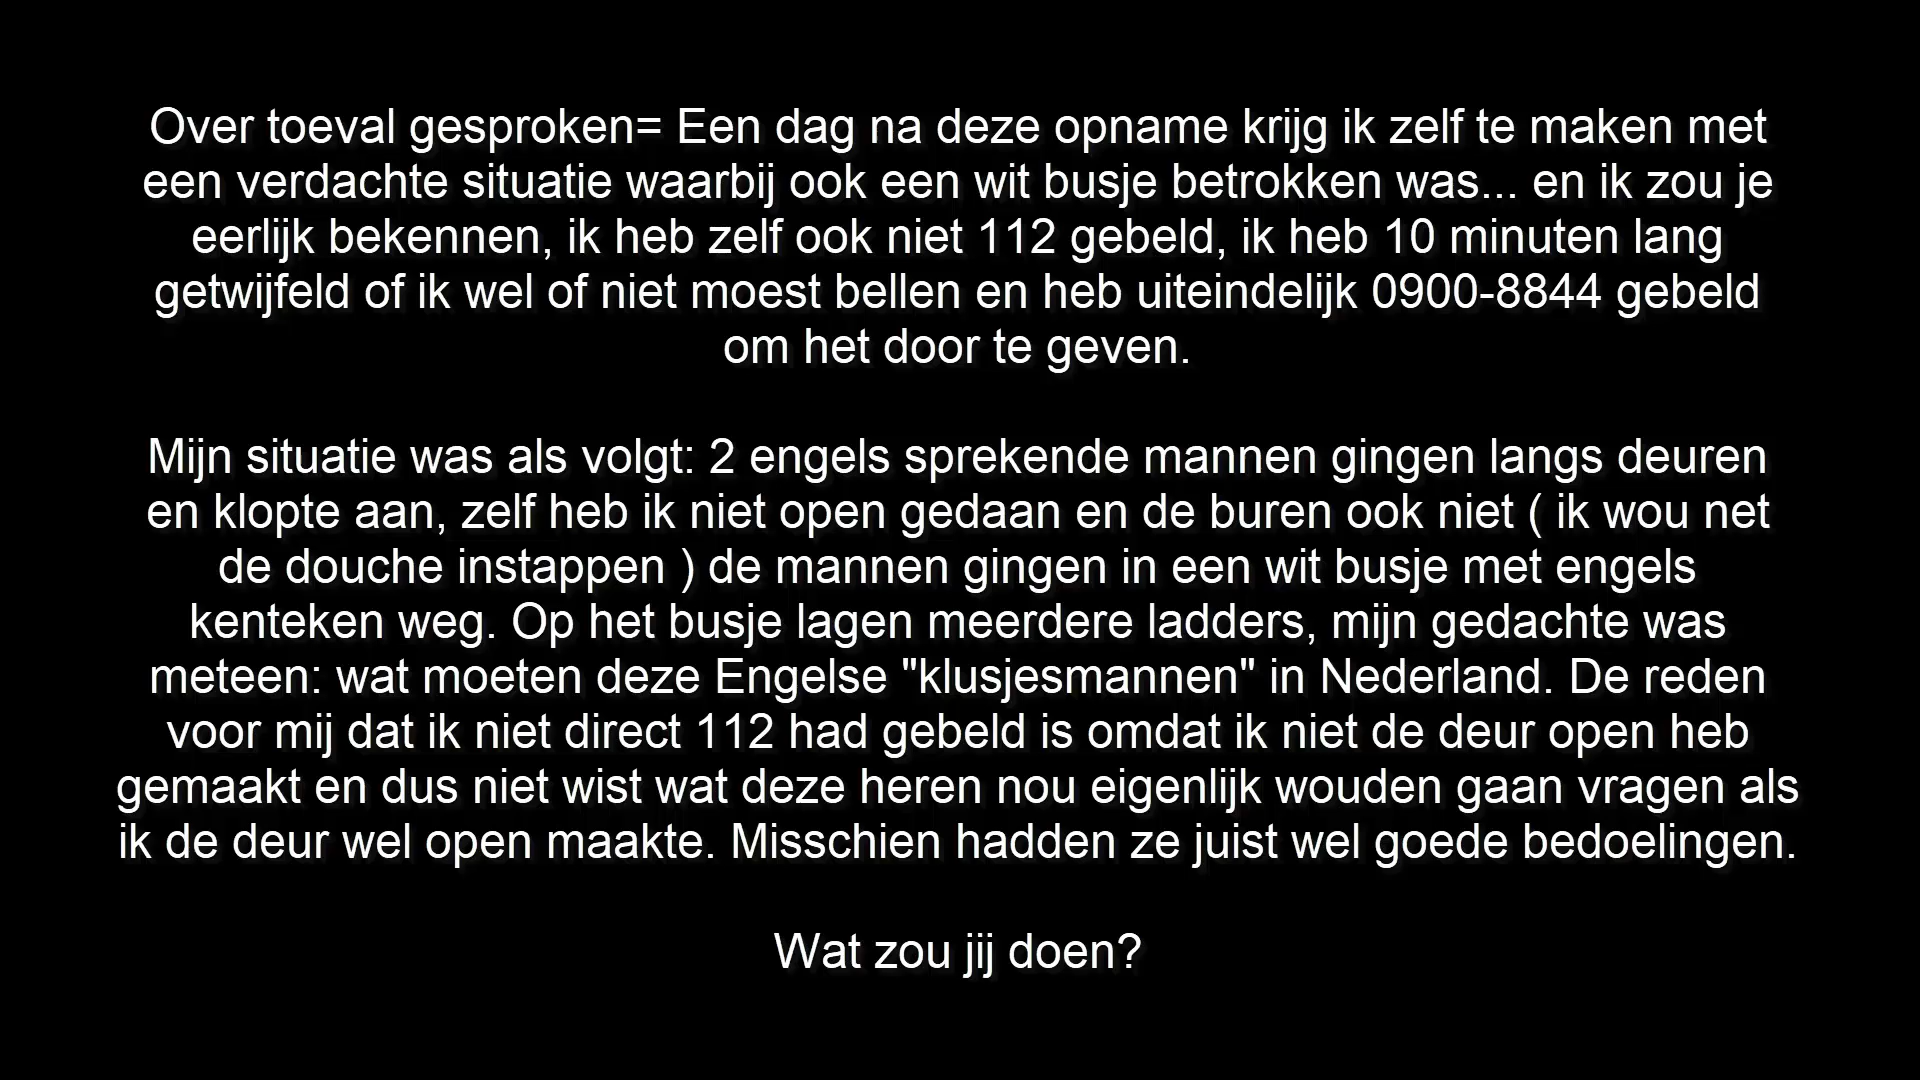 Over toeval gesproken= Een dag na deze opname krijg ik zelf te maken met
een verdachte situatie waarbij ook een wit busje betrokken was... en ik zou je
eerlijk bekennen, ik heb zelf ook niet 112 gebeld, ik heb 10 minuten lang
getwijfeld of ik wel of niet moest bellen en heb uiteindelijk 0900-8844 gebeld
om het door te geven.
Mijn situatie was als volgt: 2 engels sprekende mannen gingen langs deuren
en klopte aan, zelf heb ik niet open gedaan en de buren ook niet ( ik wou net
de douche instappen ) de mannen gingen in een wit busje met engels
kenteken weg. Op het busje lagen meerdere ladders, mijn gedachte was
meteen: wat moeten deze Engelse "klusjesmannen" in Nederland. De reden
voor mij dat ik niet direct 112 had gebeld is omdat ik niet de deur open heb
gemaakt en dus niet wist wat deze heren nou eigenlijk wouden gaan vragen als
ik de deur wel open maakte. Misschien hadden ze juist wel goede bedoelingen.
Wat zou jij doen?